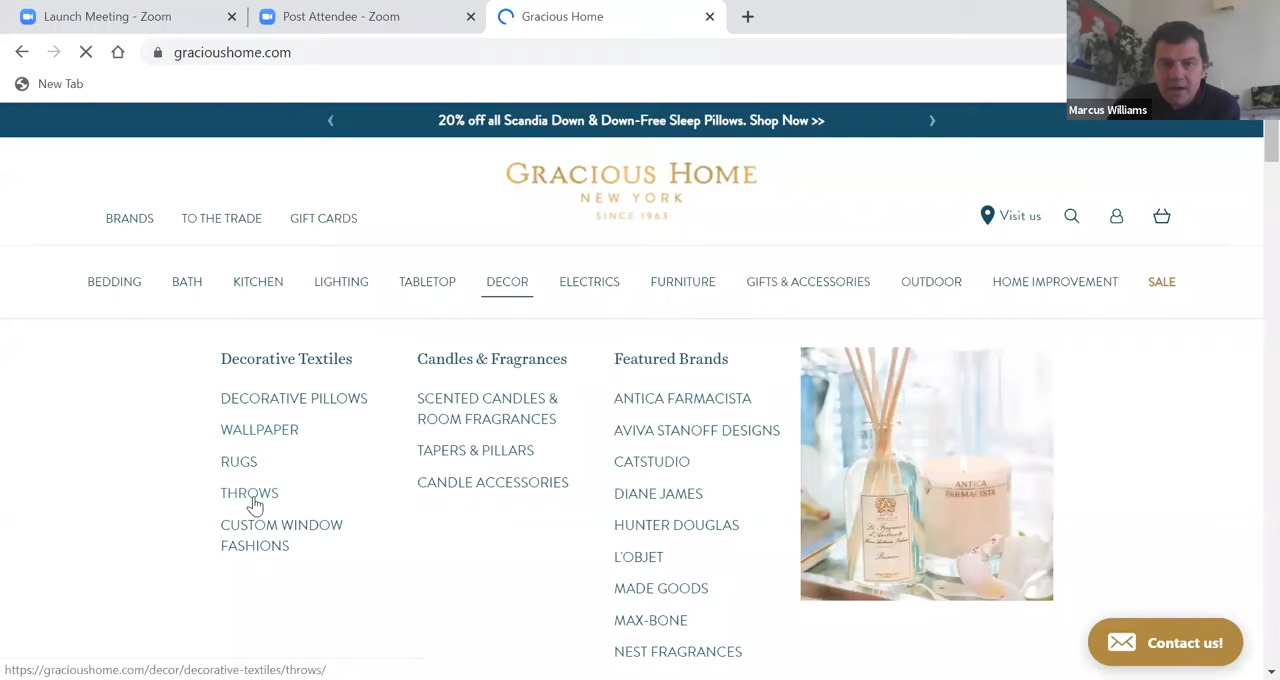 Launch Meeting - Zoom
Post Attendee - Zoom
Gracious Home
gracioushome.com
New Tab
Marcus Williams
20% off all Scandia Down & Down-Free Sleep Pillows. Shop Now >>
GRACIOUS HOME
NEW YORK
SINCE 1963
BRANDS
TO THE TRADE
GIFT CARDS
Visit us
BEDDING
BATH
KITCHEN
LIGHTING
TABLETOP
DECOR
ELECTRICS
FURNITURE
GIFTS & ACCESSORIES
OUTDOOR
HOME IMPROVEMENT
SALE
Decorative Textiles
DECORATIVE PILLOWS
WALLPAPER
RUGS
THROWS
CUSTOM WINDOW
FASHIONS
Candles & Fragrances
SCENTED CANDLES &
ROOM FRAGRANCES
TAPERS & PILLARS
CANDLE ACCESSORIES
Featured Brands
ANTICA FARMACISTA
AVIVA STANOFF DESIGNS
CATSTUDIO
DIANE JAMES
HUNTER DOUGLAS
L'OBJET
MADE GOODS
MAX-BONE
NEST FRAGRANCES
ANTICA
FARMACISTA
Contact us!
https://gracioushome.com/decor/decorative-textiles/throws/